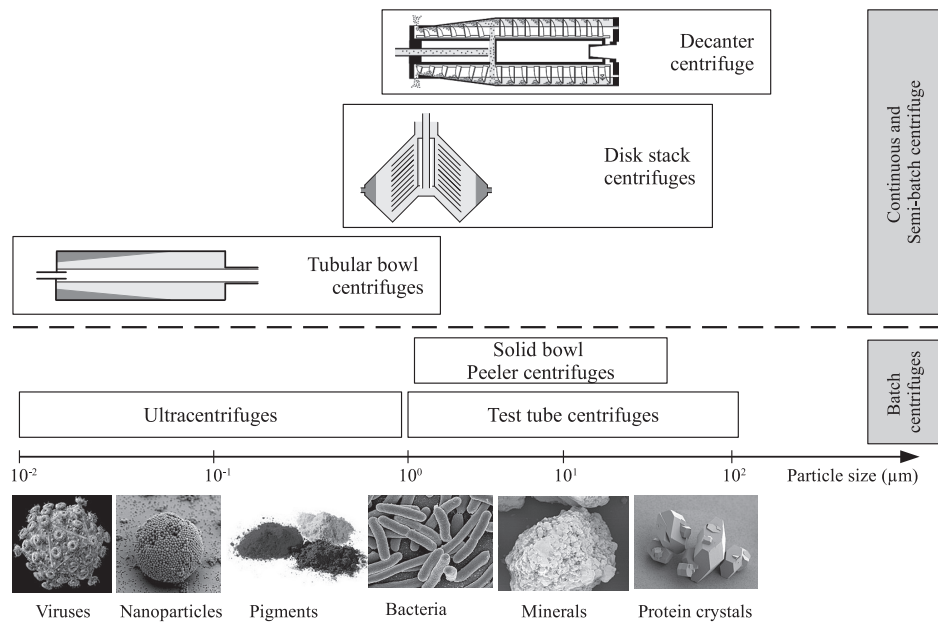 Decanter
centrifuge
Disk stack
centrifuges
Continuous and
Semi-batch centrifuge
Tubular bowl
centrifuges
Solid bowl
Peeler centrifuges
Ultracentrifuges
Test tube centrifuges
Batch
centrifuges
10⁻² 10⁻¹ 10⁰ 10¹ 10² Particle size (µm)
Viruses Nanoparticles Pigments Bacteria Minerals Protein crystals